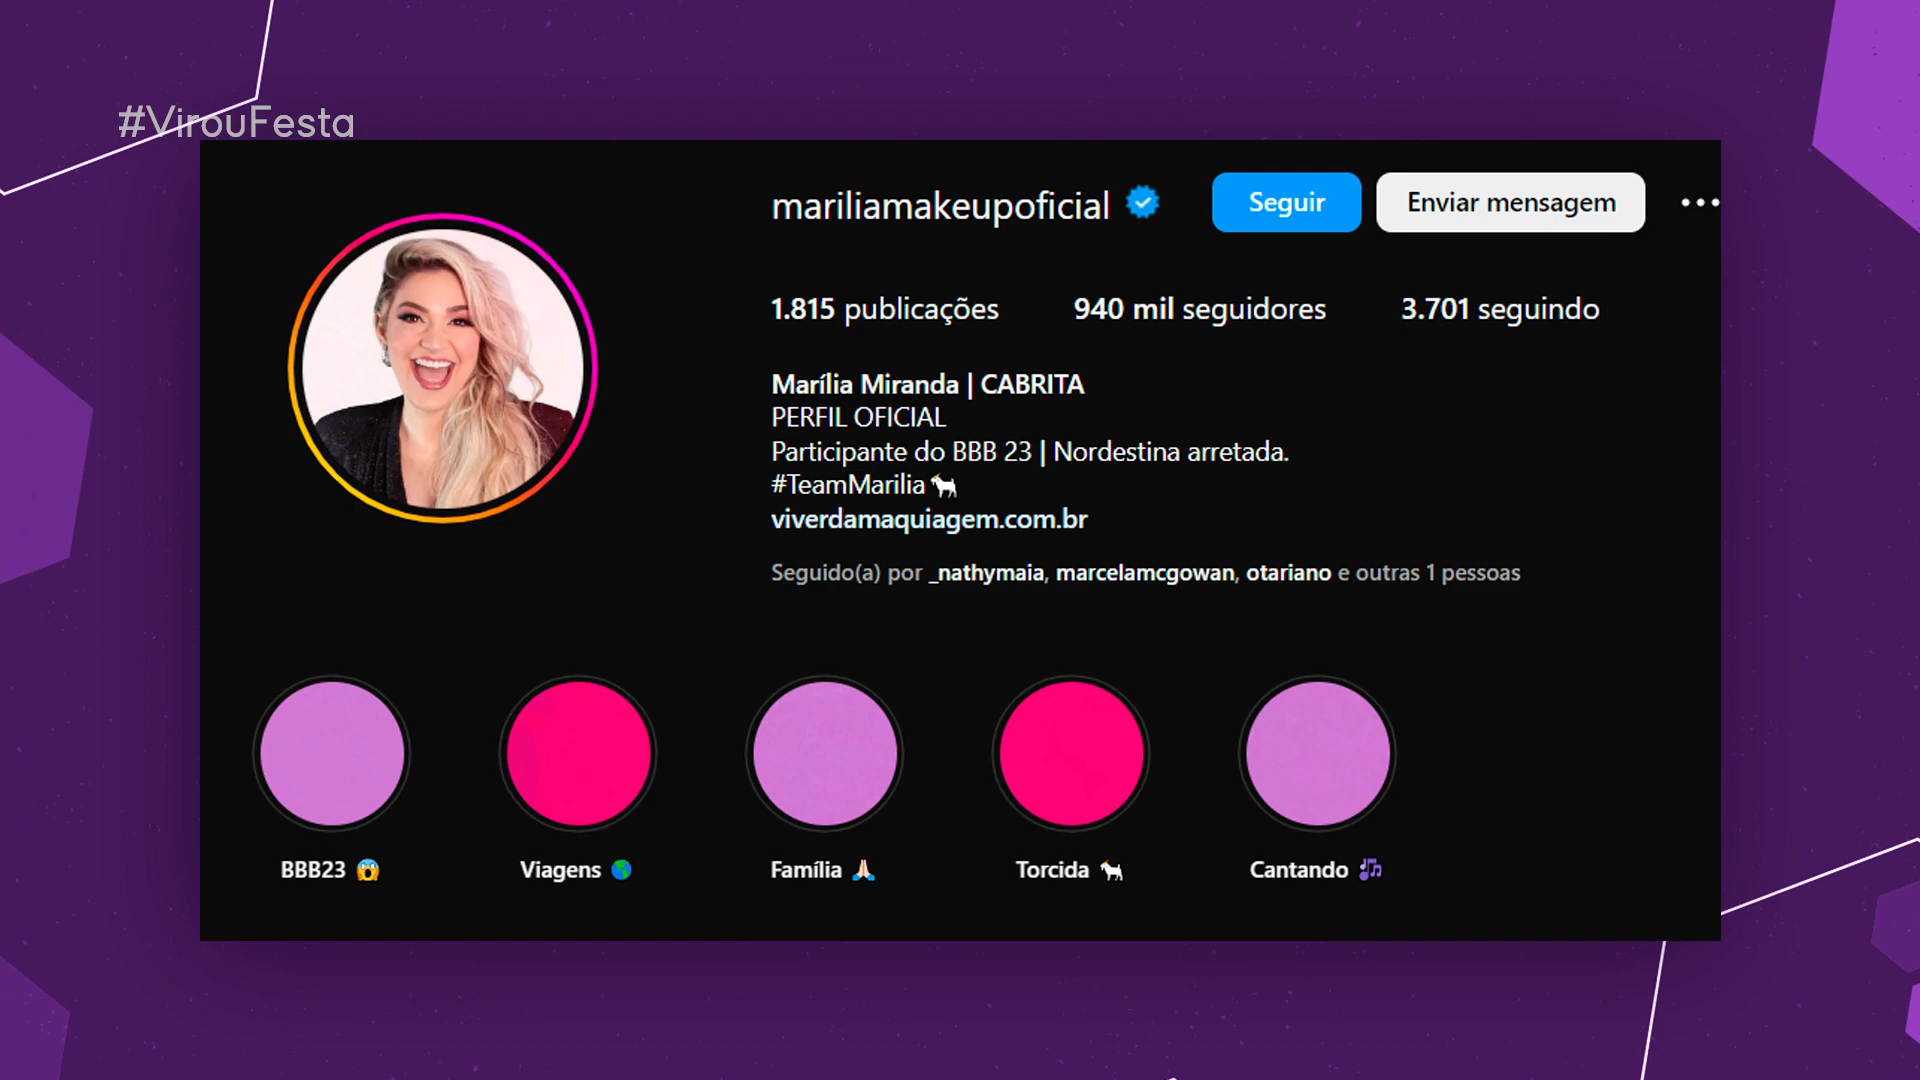 #VirouFesta
mariliamakeupoficial
Seguir
Enviar mensagem
1.815 publicações
940 mil seguidores
3.701 seguindo
Marília Miranda | CABRITA
PERFIL OFICIAL
Participante do BBB 23 | Nordestina arretada.
#TeamMarilia🐐
viverdamaquiagem.com.br
Seguido(a) por _nathymaia, marcelamcgowan, otariano e outras 1 pessoas
BBB23 😱
Viagens 🌎
Família 🙏🏻
Torcida 🐐
Cantando 🎶